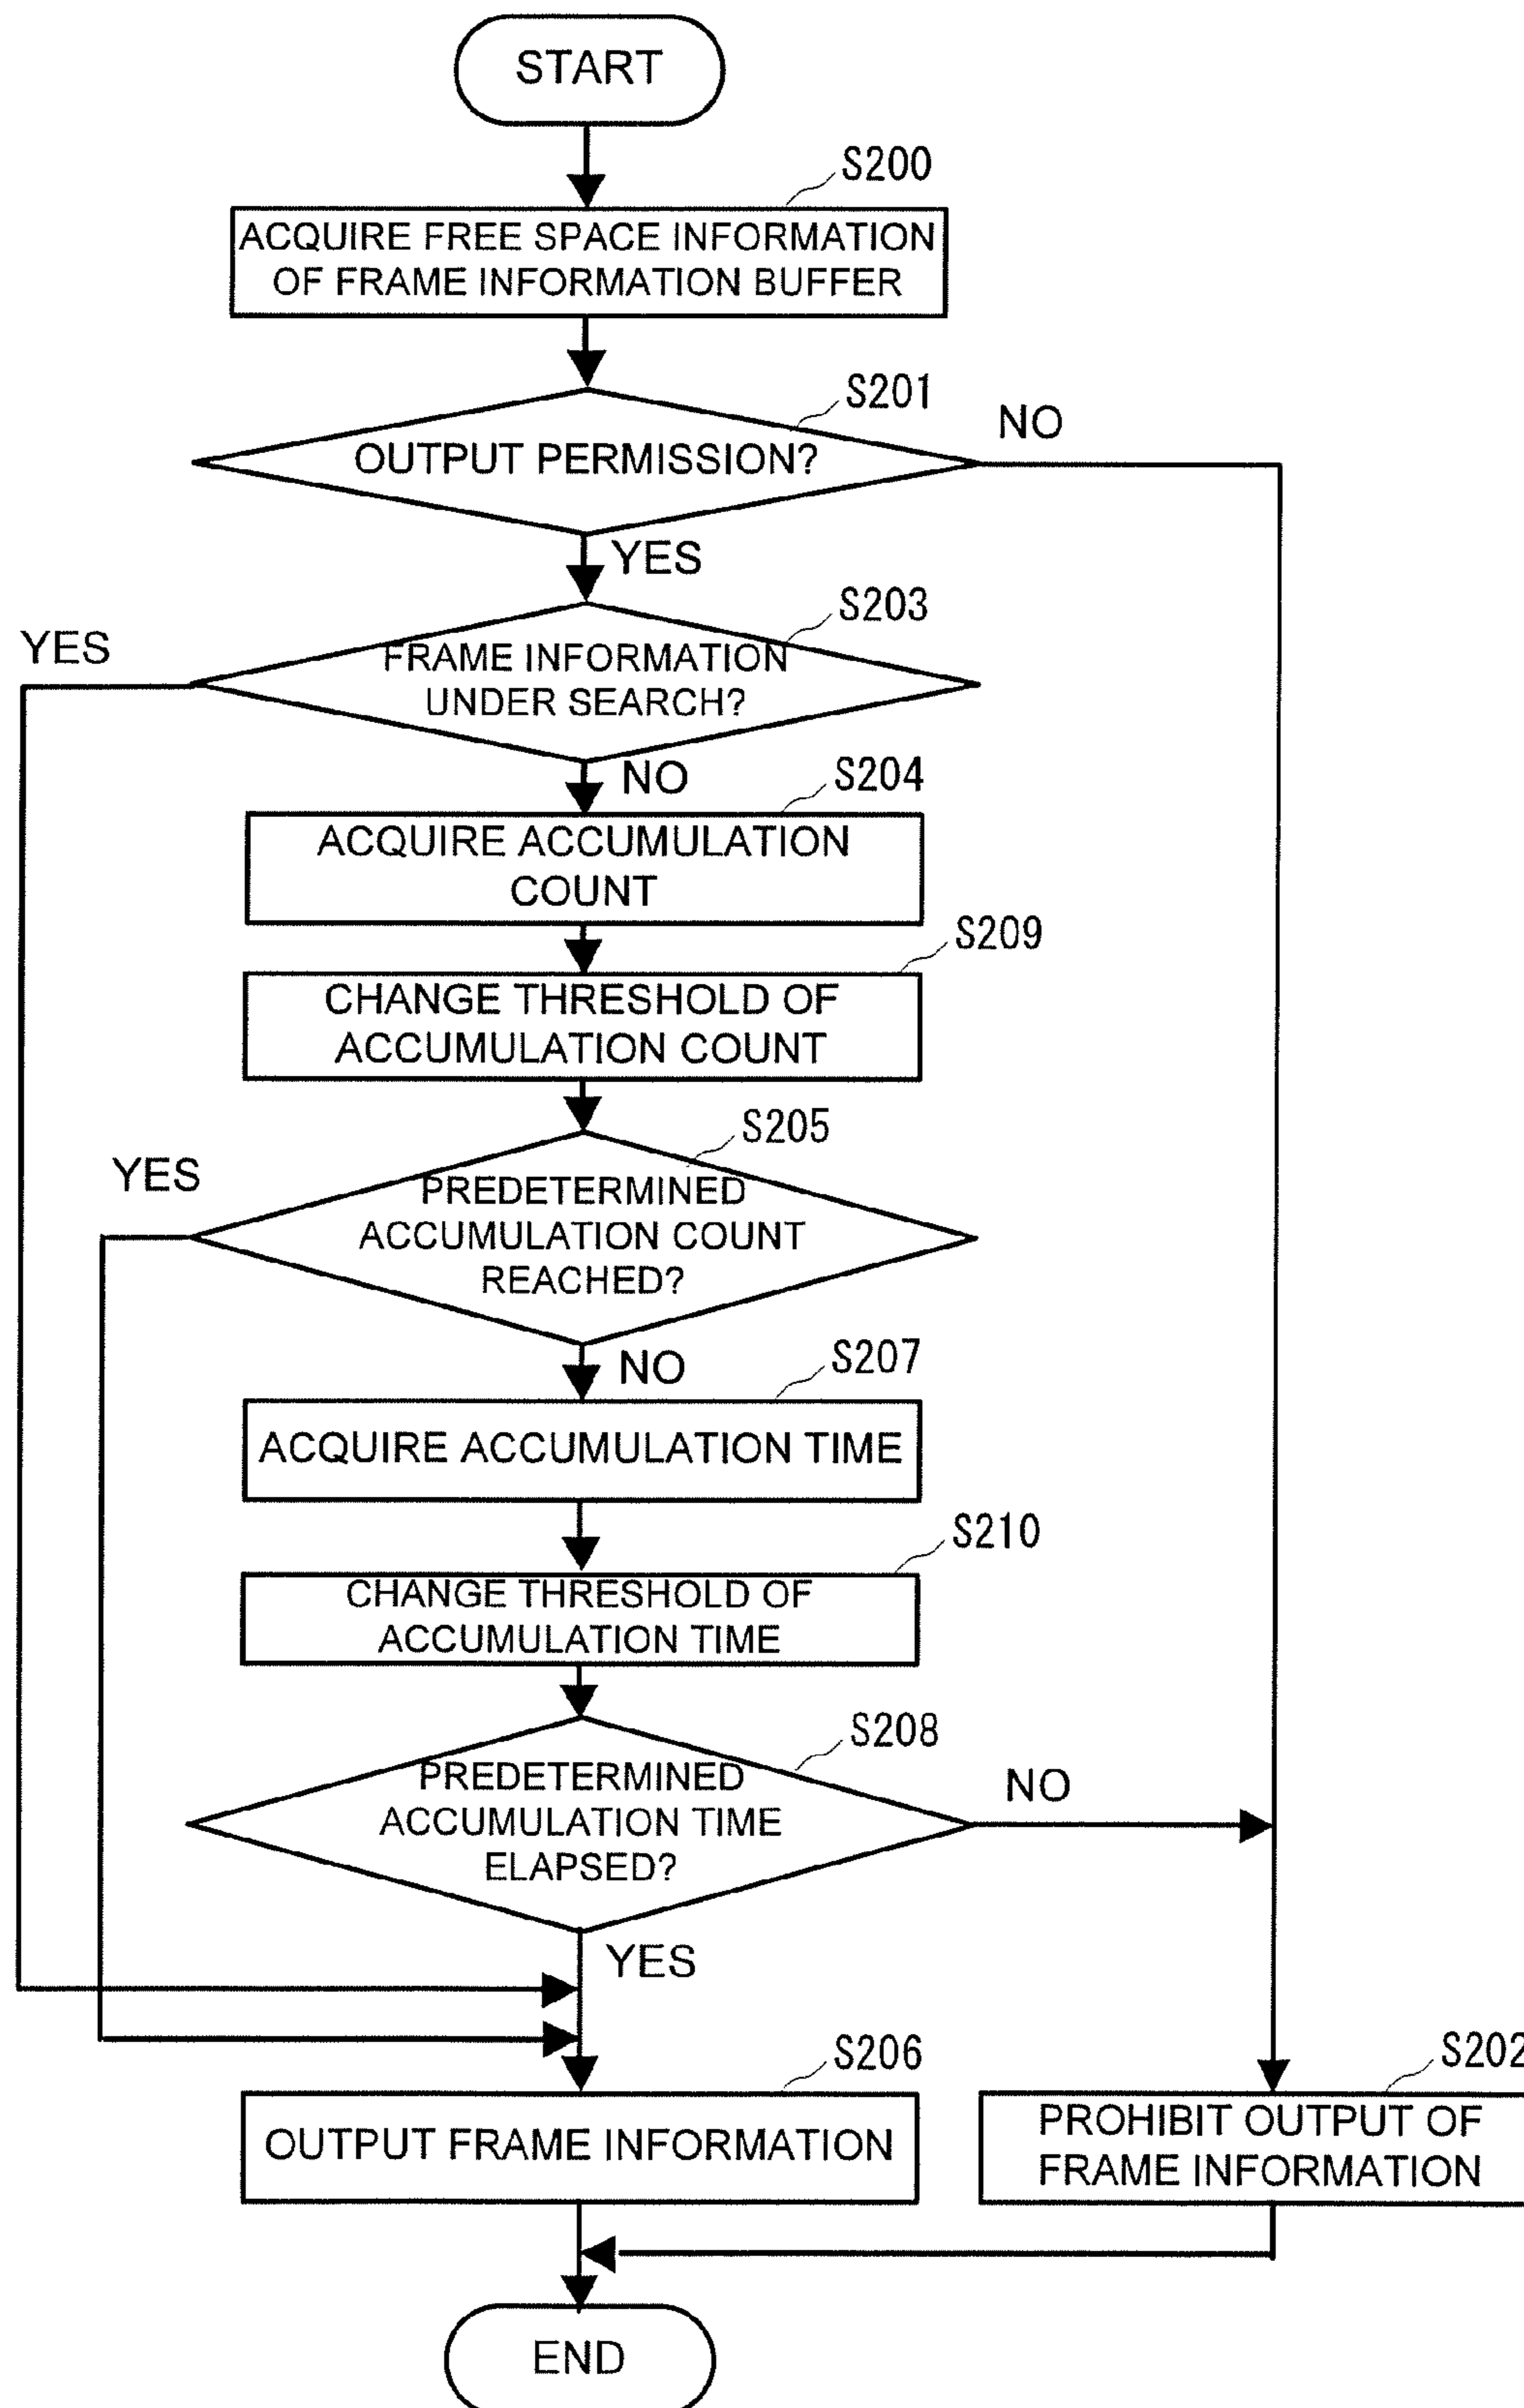 START
S200
ACQUIRE FREE SPACE INFORMATION
OF FRAME INFORMATION BUFFER
S201
OUTPUT PERMISSION?
NO
YES
S203
YES
FRAME INFORMATION
UNDER SEARCH?
NO
S204
ACQUIRE ACCUMULATION
COUNT
S209
CHANGE THRESHOLD OF
ACCUMULATION COUNT
S205
YES
PREDETERMINED
ACCUMULATION COUNT
REACHED?
NO
S207
ACQUIRE ACCUMULATION TIME
S210
CHANGE THRESHOLD OF
ACCUMULATION TIME
S208
PREDETERMINED
ACCUMULATION TIME
ELAPSED?
NO
YES
S206
OUTPUT FRAME INFORMATION
S202
PROHIBIT OUTPUT OF
FRAME INFORMATION
END